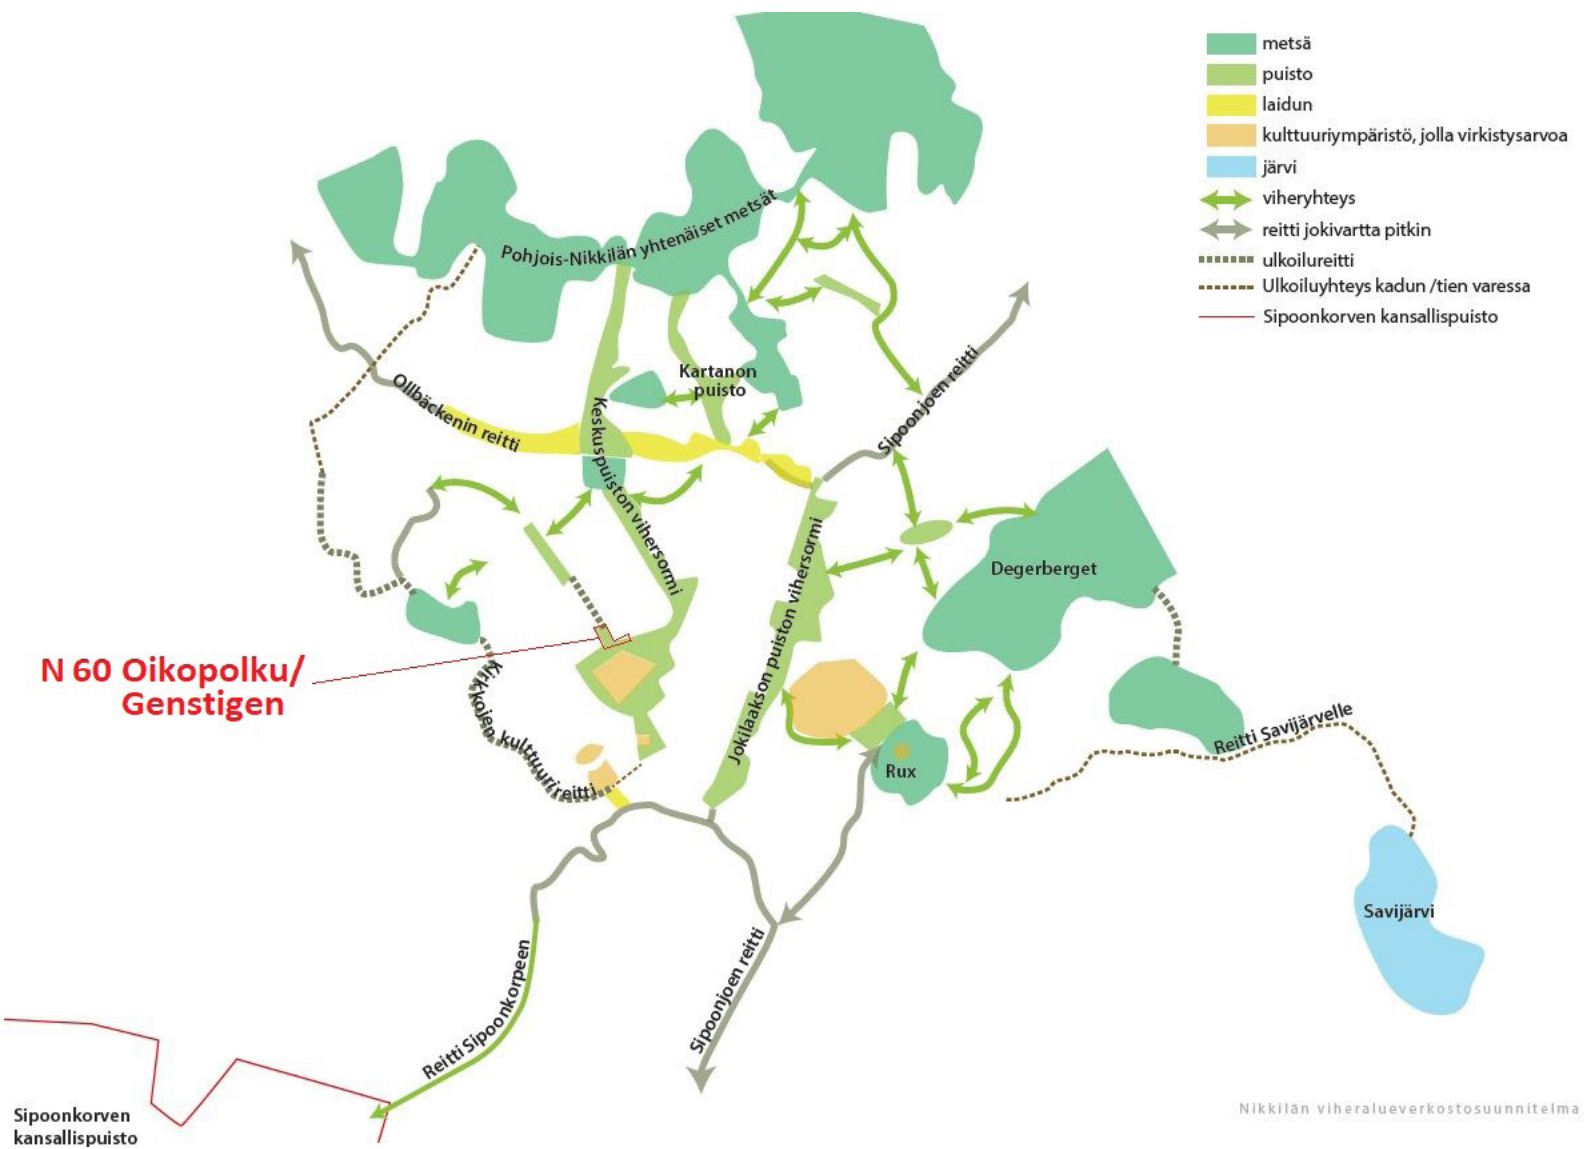 metsä
puisto
laidun
kulttuuriympäristö, jolla virkistysarvoa
järvi
viheryhteys
reitti jokivartta pitkin
ulkoilureitti
Ulkoiluyhteys kadun /tien varessa
Sipoonkorven kansallispuisto
Pohjois-Nikkilän yhtenäiset metsät
Kartanon
puisto
Ollbäckenin reitti
Keskuspuiston vihersormi
Sipoonjoen reitti
Jokilaakson puiston vihersormi
Degerberget
N 60 Oikopolku/
Genstigen
Kirkkojen kulttuurireitti
Rux
Reitti Savijärvelle
Savijärvi
Reitti Sipoonkorpeen
Sipoonjoen reitti
Sipoonkorven
kansallispuisto
Nikkilän viheralueverkostosuunnitelma